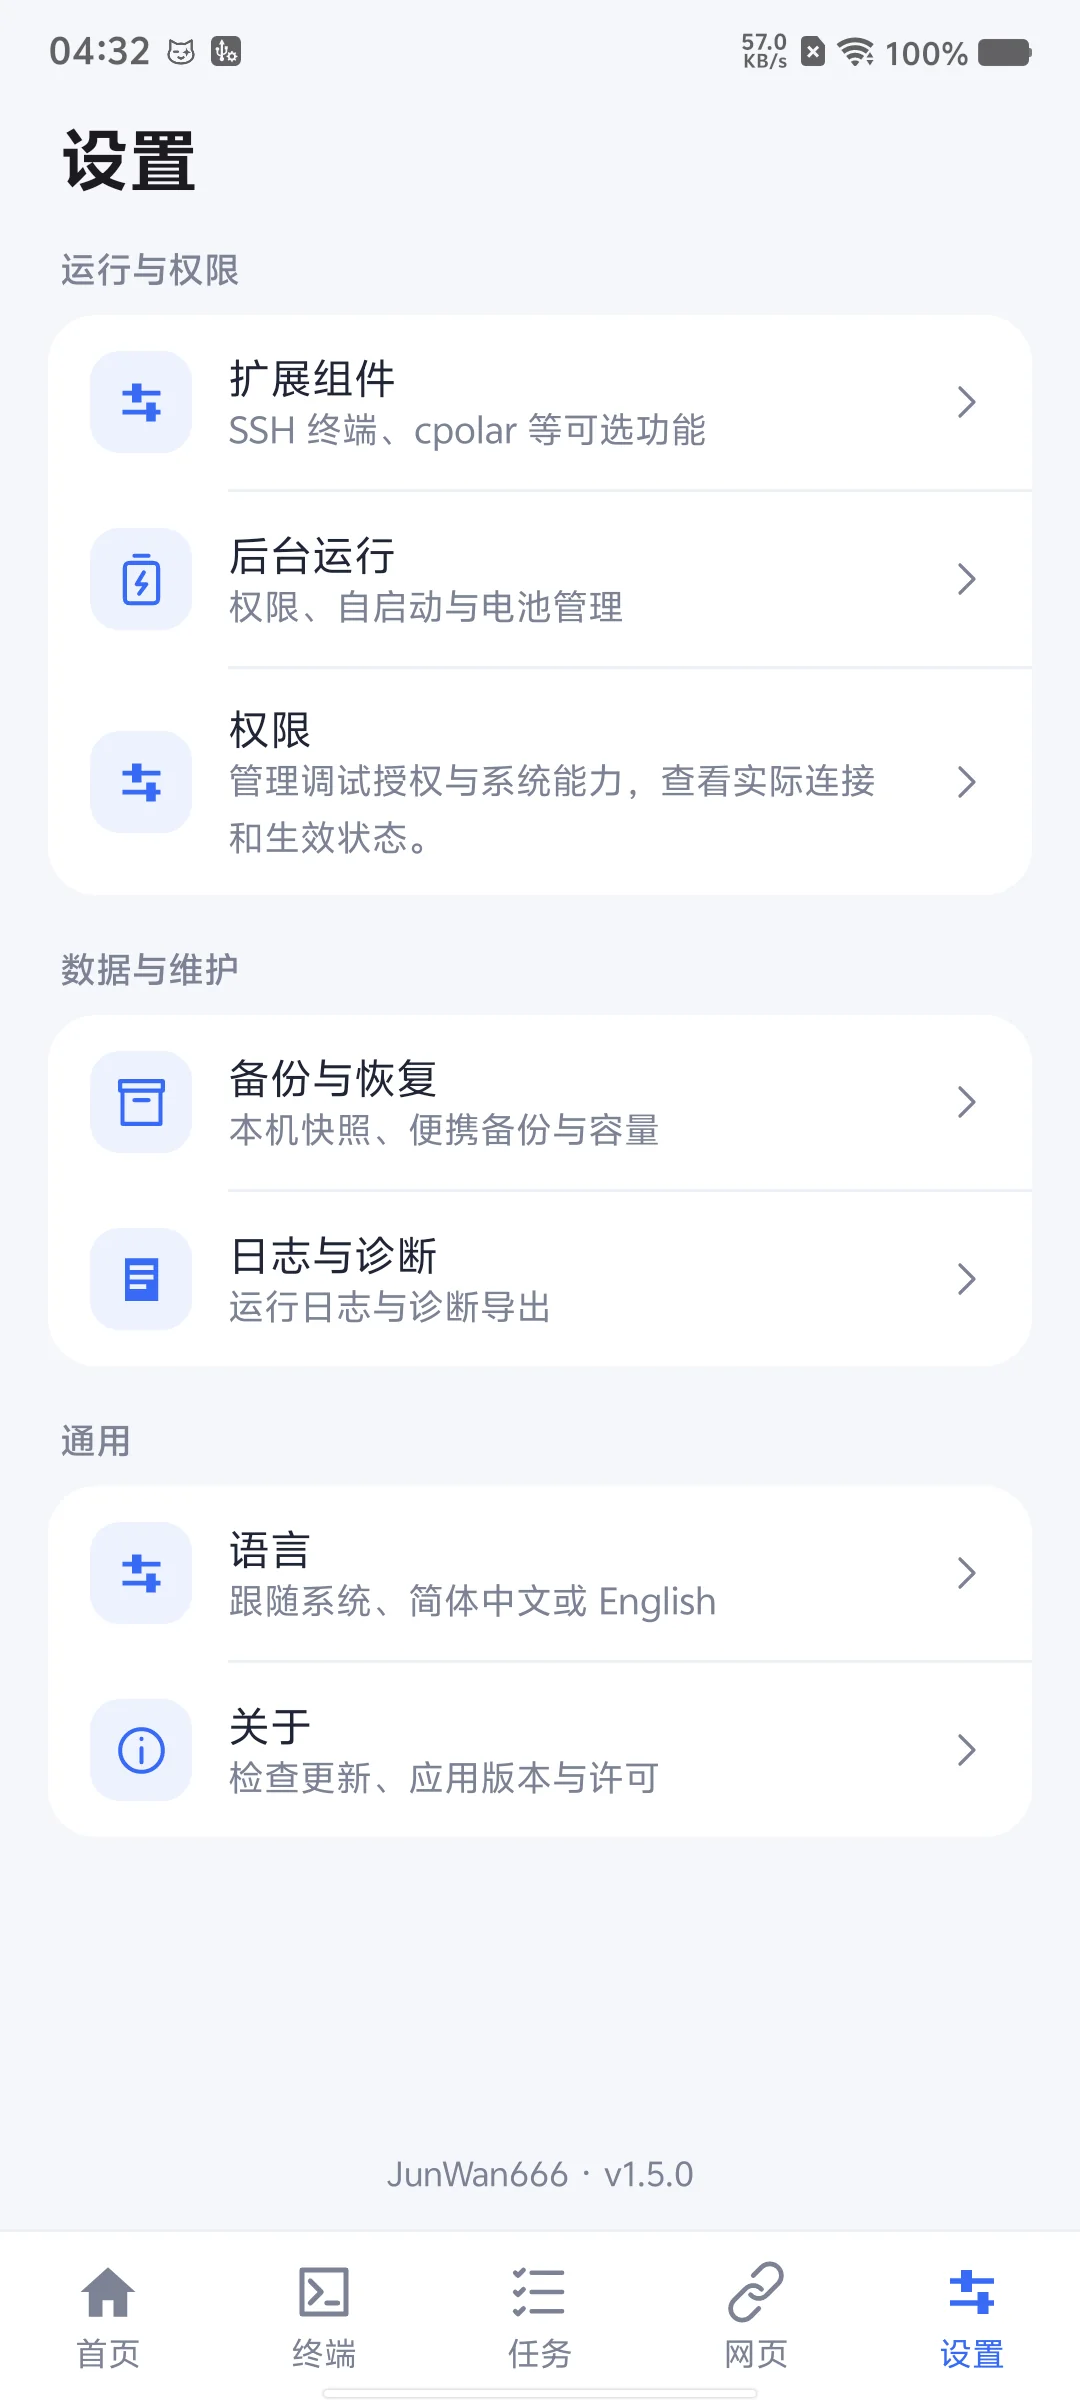 04:32
57.0
KB/s
100%
设置
运行与权限
扩展组件
SSH 终端、cpolar 等可选功能
后台运行
权限、自启动与电池管理
权限
管理调试授权与系统能力，查看实际连接
和生效状态。
数据与维护
备份与恢复
本机快照、便携备份与容量
日志与诊断
运行日志与诊断导出
通用
语言
跟随系统、简体中文或 English
关于
检查更新、应用版本与许可
JunWan666 · v1.5.0
首页
终端
任务
网页
设置